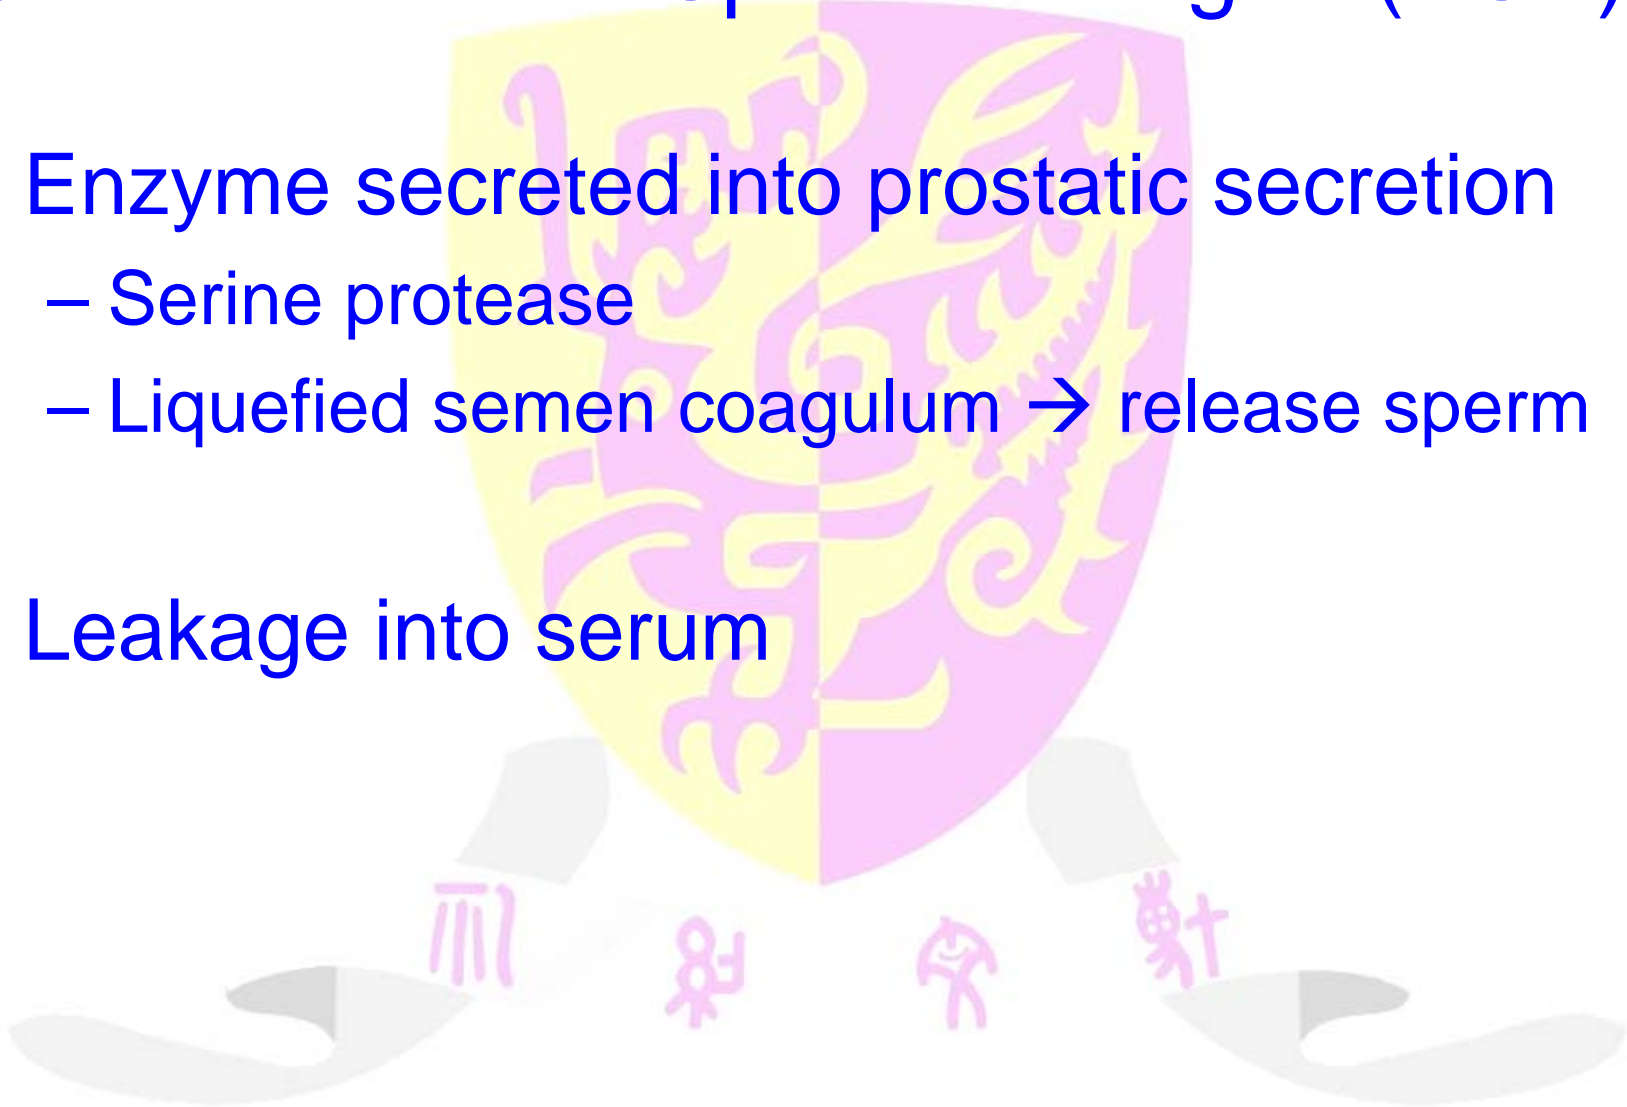 Enzyme secreted into prostatic secretion
– Serine protease
– Liquefied semen coagulum → release sperm
Leakage into serum